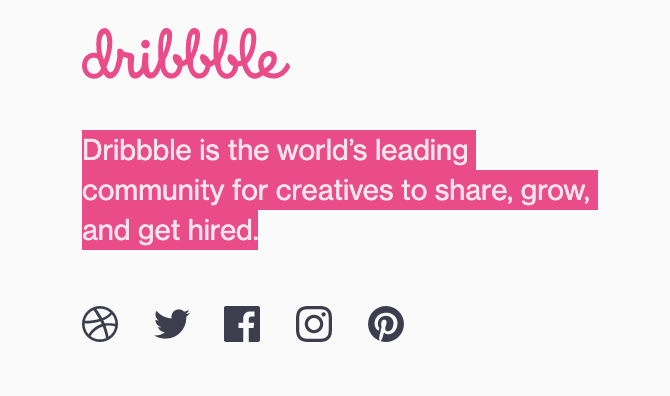 dribbble
Dribbble is the world’s leading
community for creatives to share, grow,
and get hired.